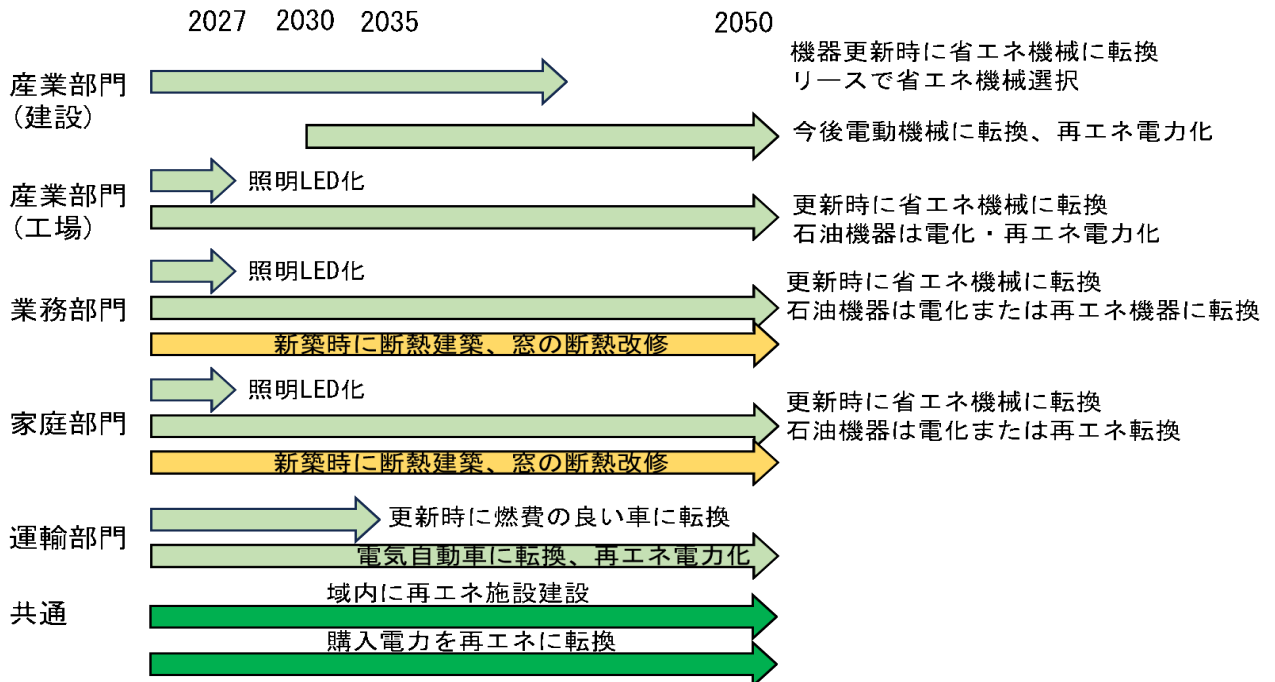 2027 2030 2035 2050
産業部門
(建設)
機器更新時に省エネ機械に転換
リースで省エネ機械選択
今後電動機械に転換、再エネ電力化
産業部門
(工場)
照明LED化
更新時に省エネ機械に転換
石油機器は電化・再エネ電力化
業務部門
照明LED化
更新時に省エネ機械に転換
石油機器は電化または再エネ機器に転換
新築時に断熱建築、窓の断熱改修
家庭部門
照明LED化
更新時に省エネ機械に転換
石油機器は電化または再エネ転換
新築時に断熱建築、窓の断熱改修
運輸部門
更新時に燃費の良い車に転換
電気自動車に転換、再エネ電力化
共通
域内に再エネ施設建設
購入電力を再エネに転換